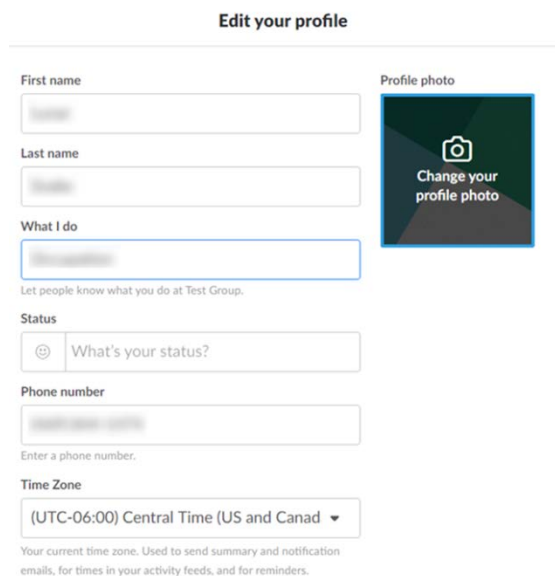 Edit your profile
First name
Profile photo
Change your
profile photo
Last name
What I do
Let people know what you do at Test Group.
Status
What's your status?
Phone number
Enter a phone number.
Time Zone
(UTC-06:00) Central Time (US and Canad
Your current time zone. Used to send summary and notification
emails, for times in your activity feeds, and for reminders.